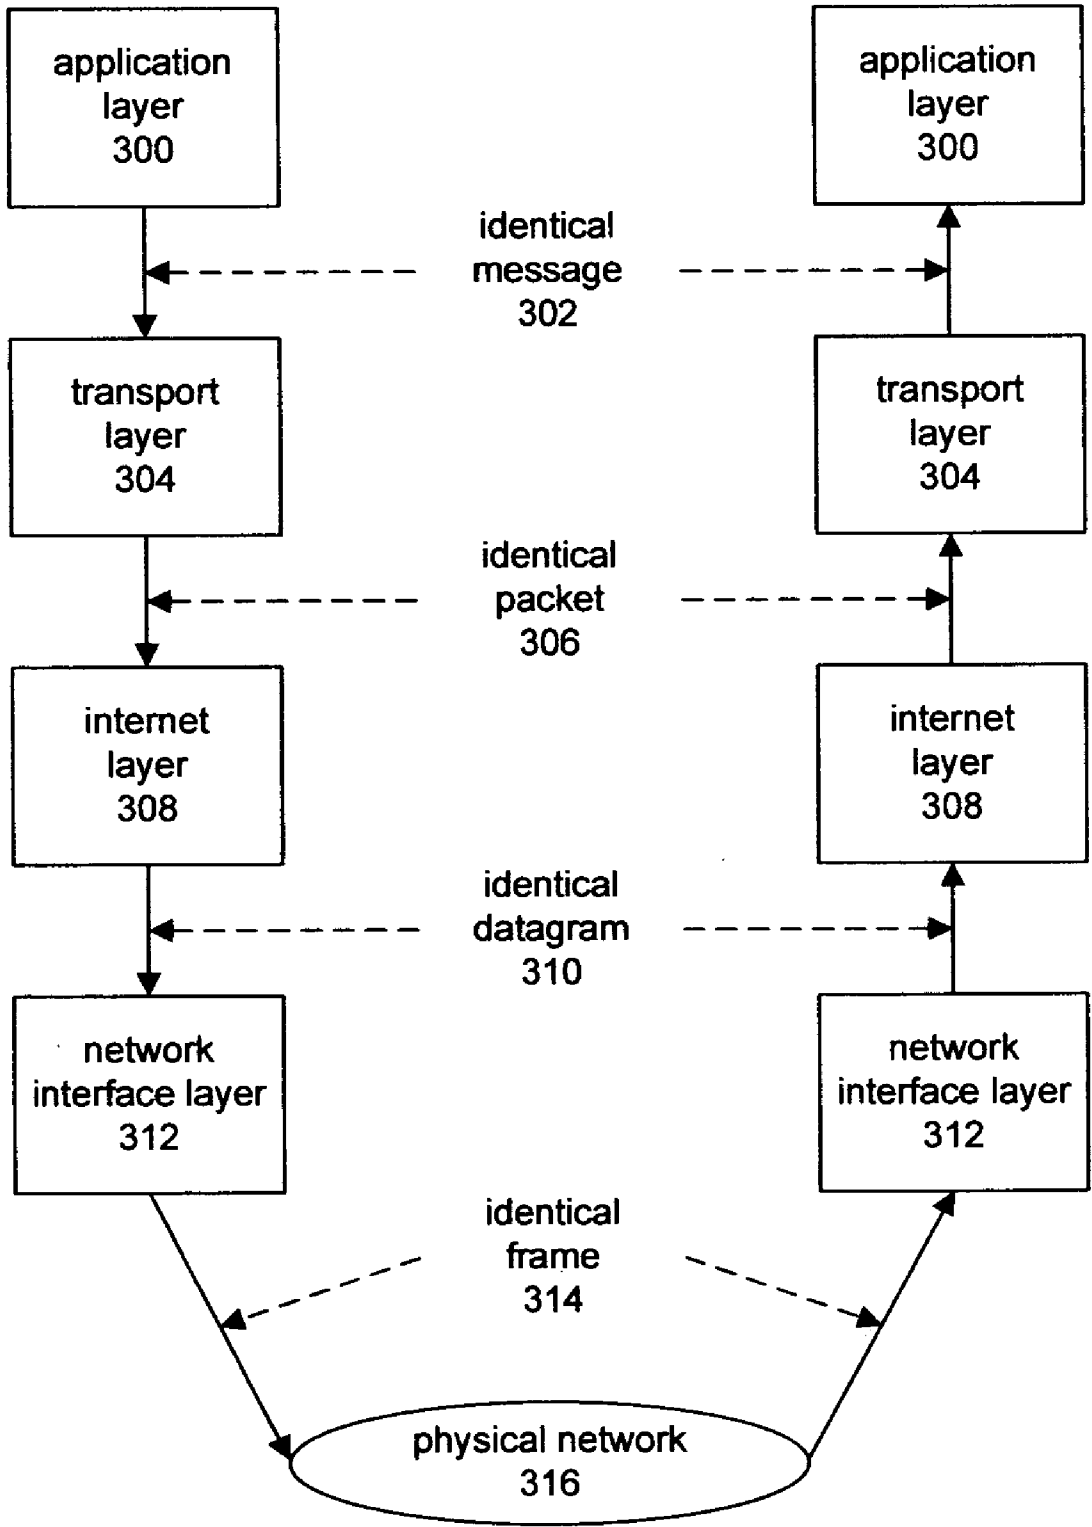 application
layer
300
application
layer
300
identical
message
302
transport
layer
304
transport
layer
304
identical
packet
306
internet
layer
308
internet
layer
308
identical
datagram
310
network
interface layer
312
network
interface layer
312
identical
frame
314
physical network
316